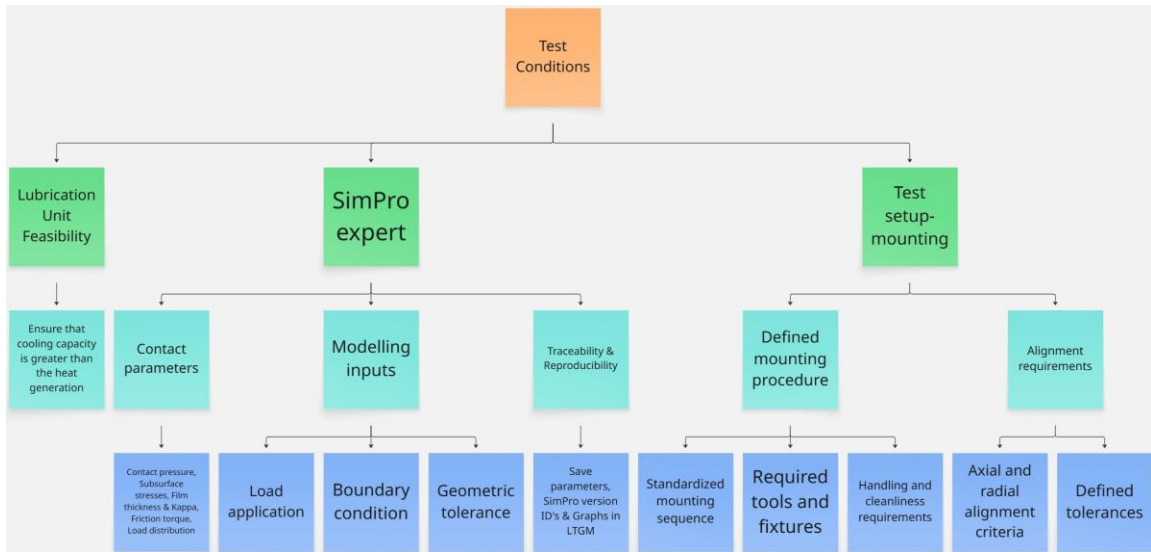 Test
Conditions
Lubrication
Unit
Feasibility
SimPro
expert
Test
setup-
mounting
Ensure that
cooling capacity
is greater than
the heat
generation
Contact
parameters
Modelling
inputs
Traceability &
Reproducibility
Defined
mounting
procedure
Alignment
requirements
Contact pressure,
Subsurface
stresses, Film
thickness & Kappa,
Friction torque,
Load distribution
Load
application
Boundary
condition
Geometric
tolerance
Save
parameters,
SimPro version
ID's & Graphs in
LTGM
Standardized
mounting
sequence
Required
tools and
fixtures
Handling and
cleanliness
requirements
Axial and
radial
alignment
criteria
Defined
tolerances